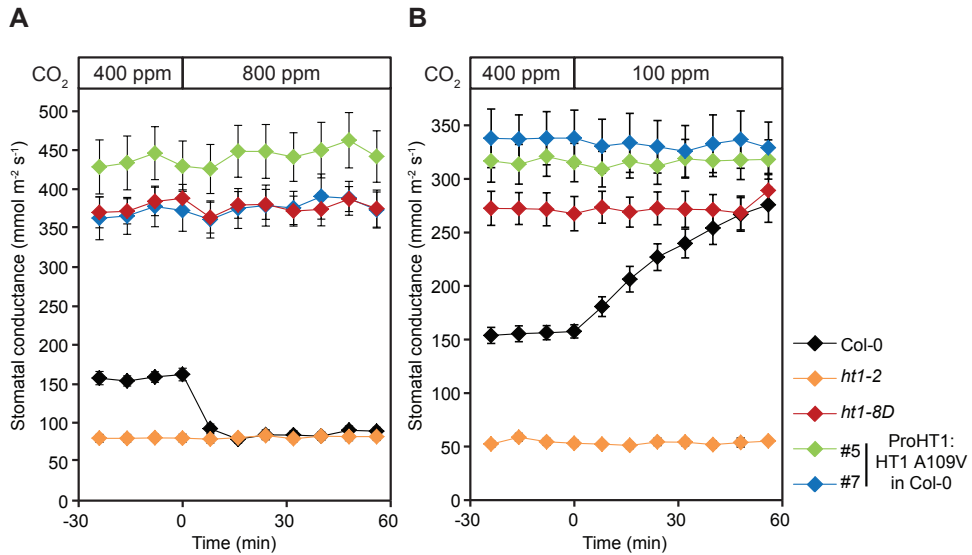 A
B
CO2
400 ppm
800 ppm
CO2
400 ppm
100 ppm
Stomatal conductance (mmol m⁻² s⁻¹)
500
450
400
350
300
250
200
150
100
50
0
-30
0
30
60
Time (min)
Stomatal conductance (mmol m⁻² s⁻¹)
350
300
250
200
150
100
50
0
-30
0
30
60
Time (min)
Col-0
ht1-2
ht1-8D
#5
#7
ProHT1:
HT1 A109V
in Col-0